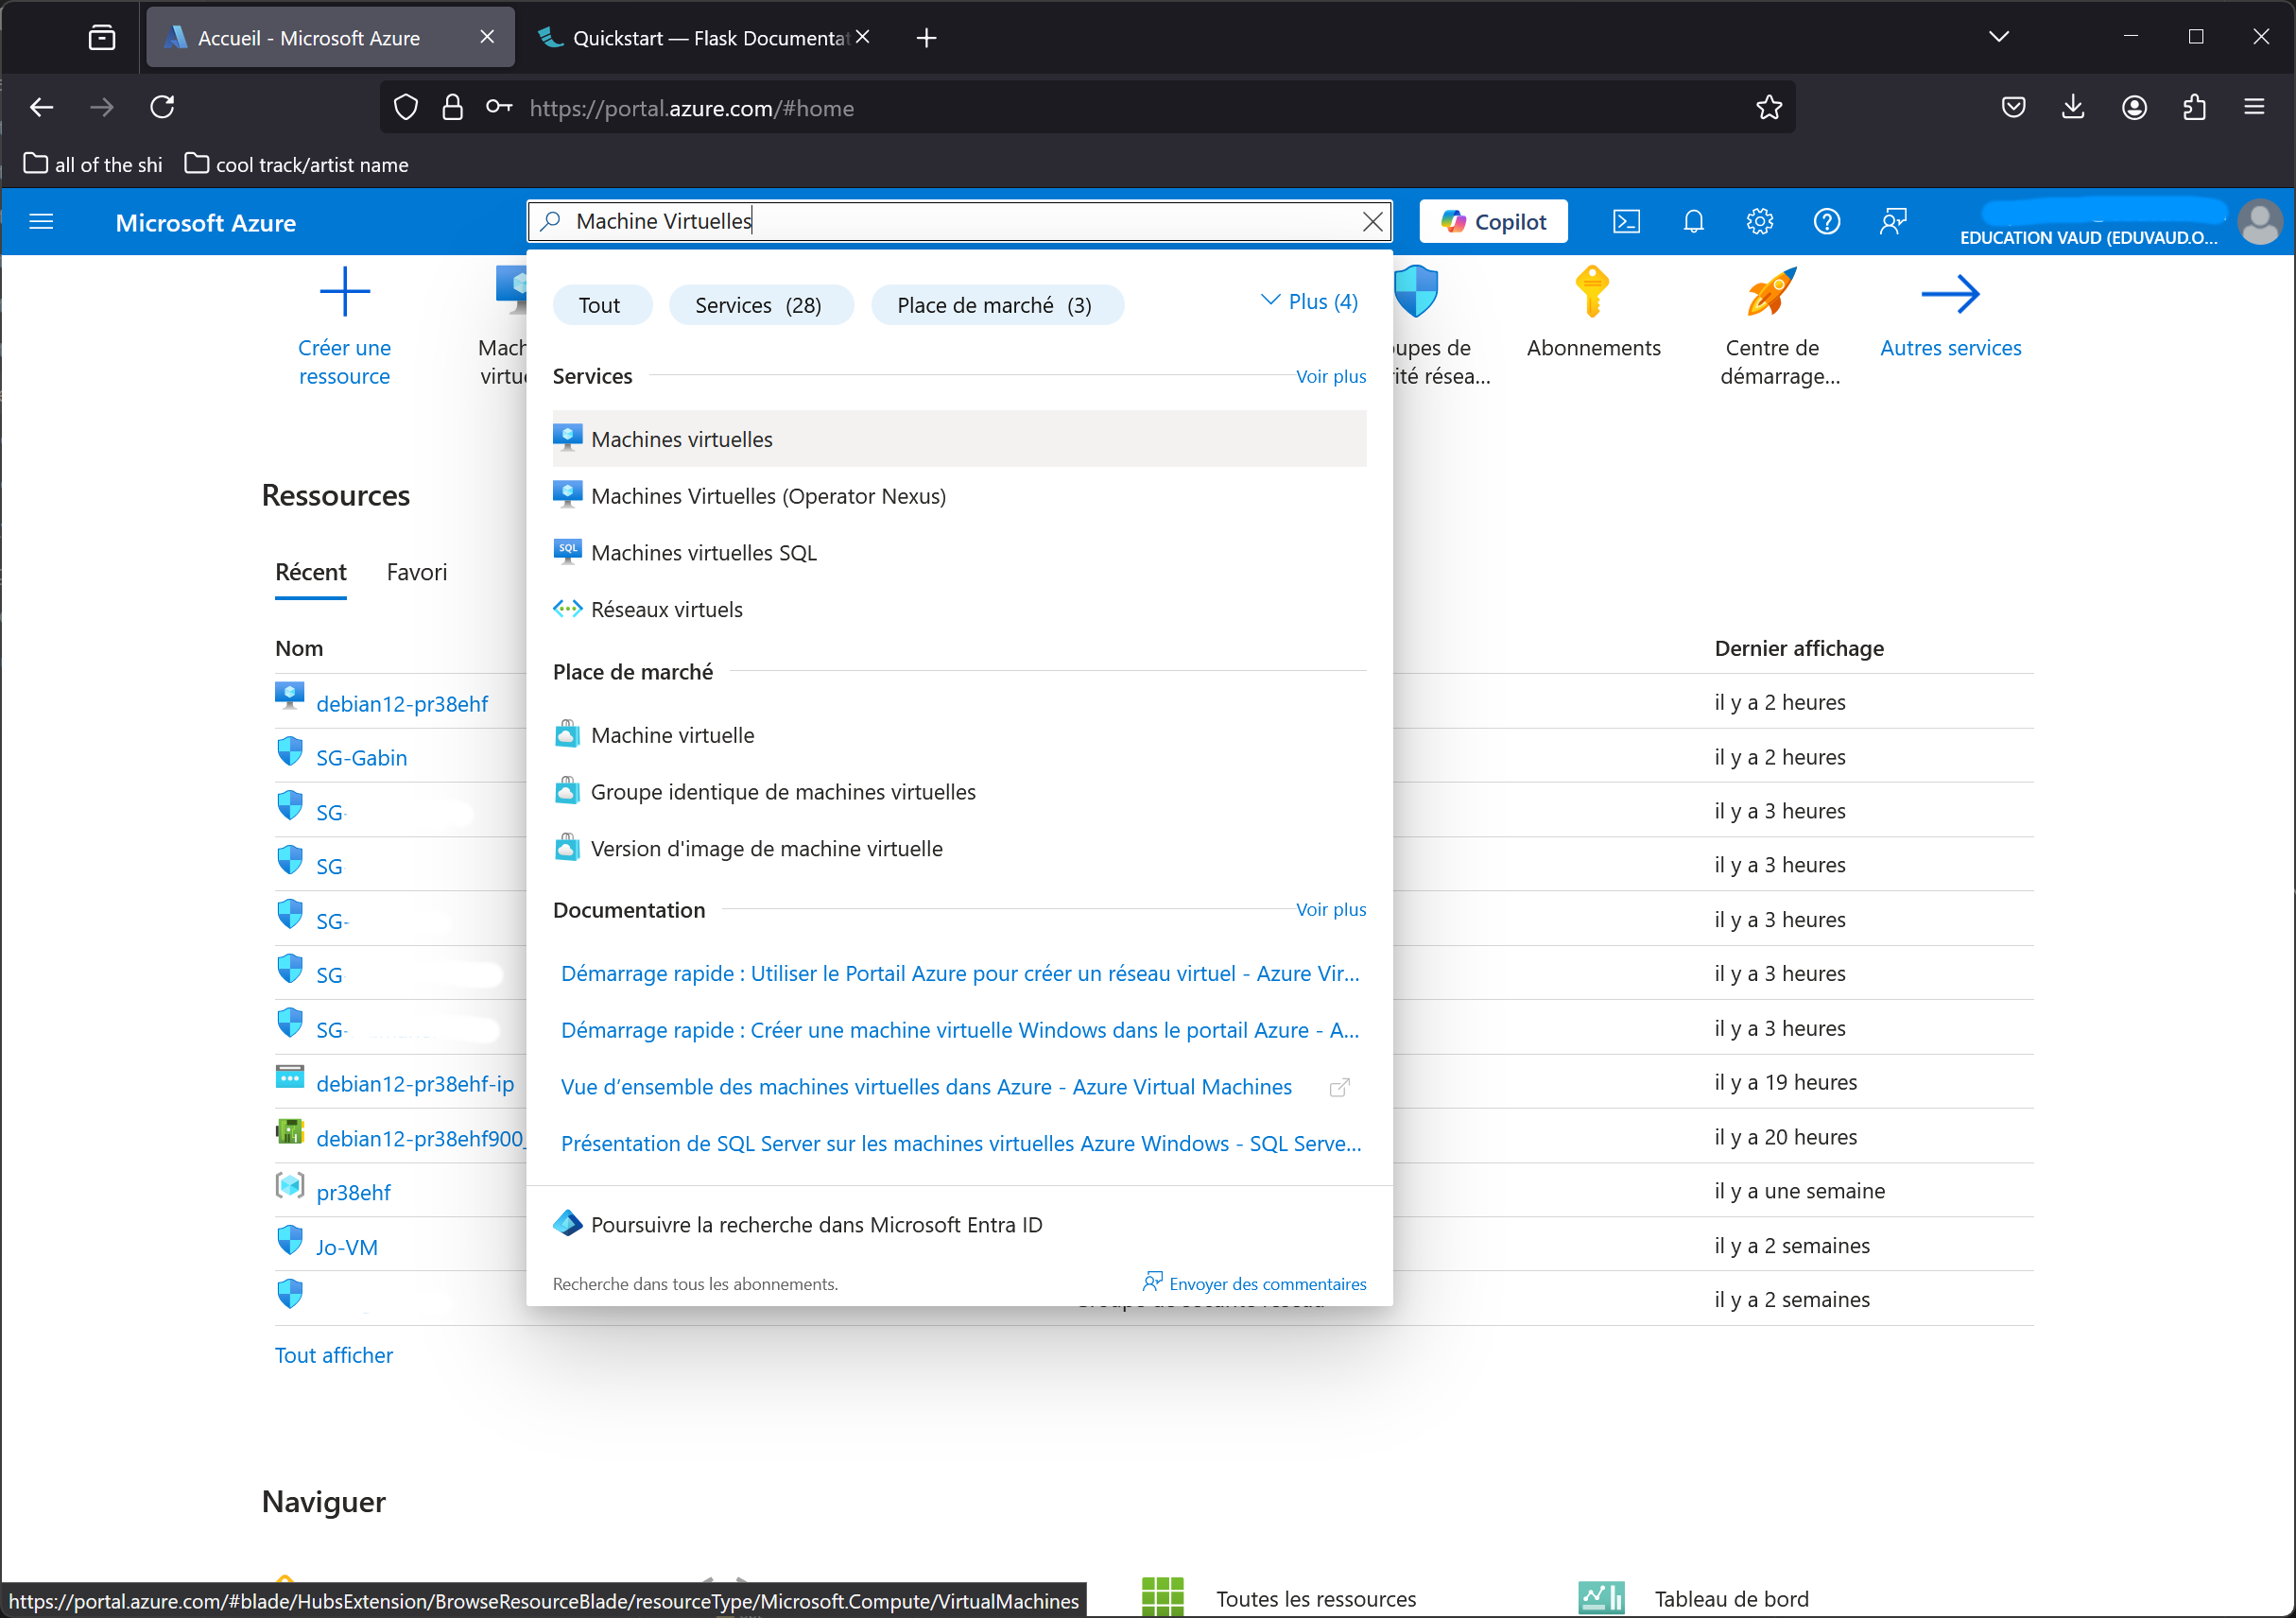 Accueil - Microsoft Azure
Quickstart — Flask Documentat
https://portal.azure.com/#home
all of the shi
cool track/artist name
Microsoft Azure
Machine Virtuelles
Copilot
EDUCATION VAUD (EDUVAUD.O...
Tout
Services (28)
Place de marché (3)
Plus (4)
Créer une
ressource
Mach
virtu
upes de
ité résea...
Abonnements
Centre de
démarrage...
Autres services
Services
Voir plus
Machines virtuelles
Machines Virtuelles (Operator Nexus)
SQL
Machines virtuelles SQL
Réseaux virtuels
Place de marché
Machine virtuelle
Groupe identique de machines virtuelles
Version d'image de machine virtuelle
Documentation
Voir plus
Démarrage rapide : Utiliser le Portail Azure pour créer un réseau virtuel - Azure Vir...
Démarrage rapide : Créer une machine virtuelle Windows dans le portail Azure - A...
Vue d’ensemble des machines virtuelles dans Azure - Azure Virtual Machines
Présentation de SQL Server sur les machines virtuelles Azure Windows - SQL Serve...
Poursuivre la recherche dans Microsoft Entra ID
Recherche dans tous les abonnements.
Envoyer des commentaires
Ressources
Récent
Favori
Nom
Dernier affichage
debian12-pr38ehf
il y a 2 heures
SG-Gabin
il y a 2 heures
SG-
il y a 3 heures
SG
il y a 3 heures
SG-
il y a 3 heures
SG
il y a 3 heures
SG-
il y a 3 heures
debian12-pr38ehf-ip
il y a 19 heures
debian12-pr38ehf900_
il y a 20 heures
pr38ehf
il y a une semaine
Jo-VM
il y a 2 semaines
il y a 2 semaines
Tout afficher
Naviguer
Toutes les ressources
Tableau de bord
https://portal.azure.com/#blade/HubsExtension/BrowseResourceBlade/resourceType/Microsoft.Compute/VirtualMachines